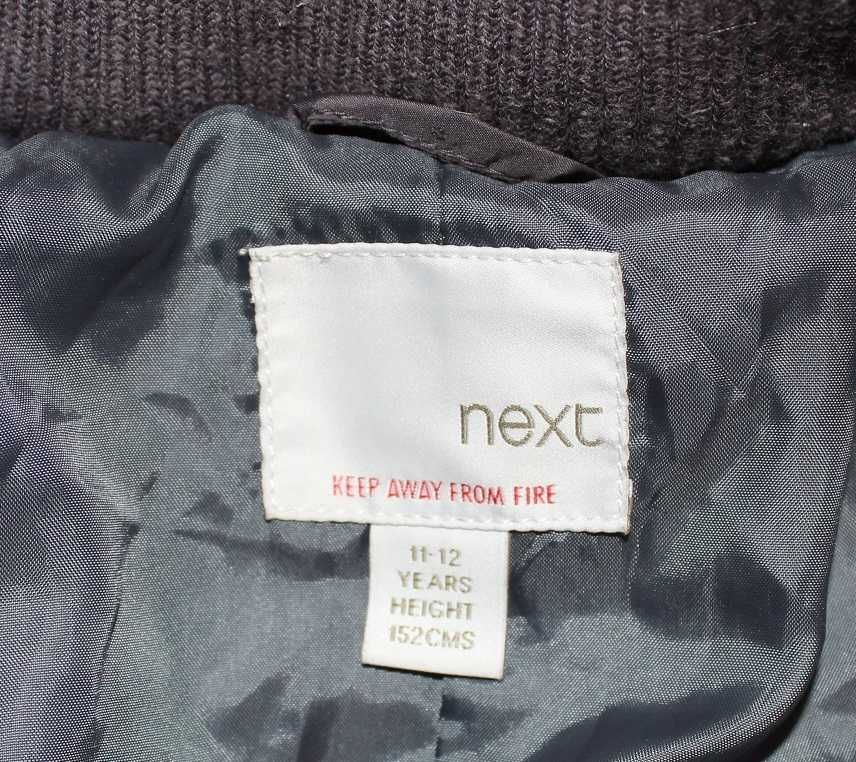 next
KEEP AWAY FROM FIRE
11-12
YEARS
HEIGHT
152CMS